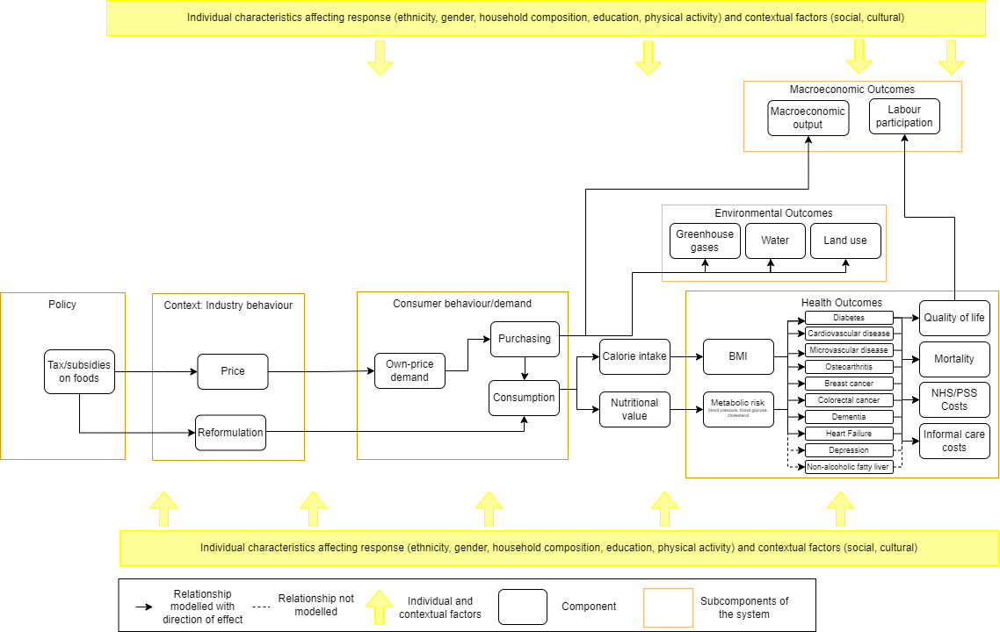 Individual characteristics affecting response (ethnicity, gender, household composition, education, physical activity) and contextual factors (social, cultural)
Macroeconomic Outcomes
Macroeconomic
output
Labour
participation
Environmental Outcomes
Greenhouse
gases
Water
Land use
Policy
Tax/subsidies
on foods
Context: Industry behaviour
Price
Reformulation
Consumer behaviour/demand
Own-price
demand
Purchasing
Consumption
Calorie intake
Nutritional
value
Health Outcomes
BMI
Metabolic risk,
blood pressure, blood glucose,
cholesterol
Diabetes
Cardiovascular disease
Microvascular disease
Osteoarthritis
Breast cancer
Colorectal cancer
Dementia
Heart Failure
Depression
Non-alcoholic fatty liver
Quality of life
Mortality
NHS/PSS
Costs
Informal care
costs
Individual characteristics affecting response (ethnicity, gender, household composition, education, physical activity) and contextual factors (social, cultural)
Relationship
modelled with
direction of effect
Relationship not
modelled
Individual and
contextual factors
Component
Subcomponents of
the system